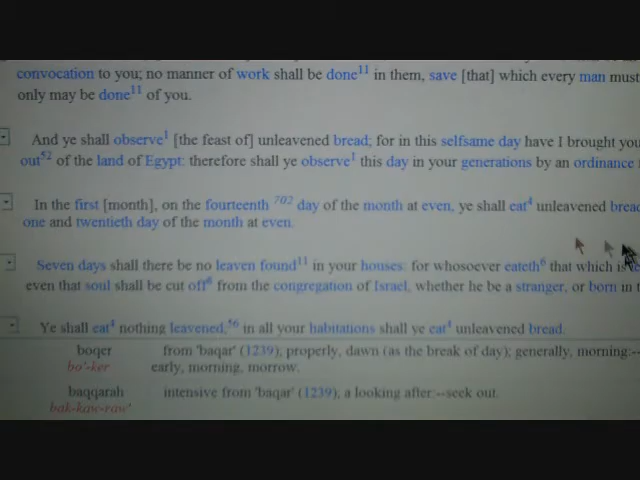 convocation to you; no manner of work shall be done11 in them, save [that] which every man must
only may be done11 of you.
And ye shall observe1 [the feast of] unleavened bread; for in this selfsame day have I brought you
out52 of the land of Egypt: therefore shall ye observe1 this day in your generations by an ordinance
In the first [month], on the fourteenth 702 day of the month at even, ye shall eat4 unleavened bread
one and twentieth day of the month at even.
Seven days shall there be no leaven found11 in your houses: for whosoever eateth6 that which is
even that soul shall be cut off8 from the congregation of Israel, whether he be a stranger, or born in
Ye shall eat4 nothing leavened;56 in all your habitations shall ye eat4 unleavened bread.
boqer from 'baqar' (1239); properly, dawn (as the break of day); generally, morning:--
bo'-ker early, morning, morrow.
baqqarah intensive from 'baqar' (1239); a looking after:--seek out.
bak-kaw-raw'